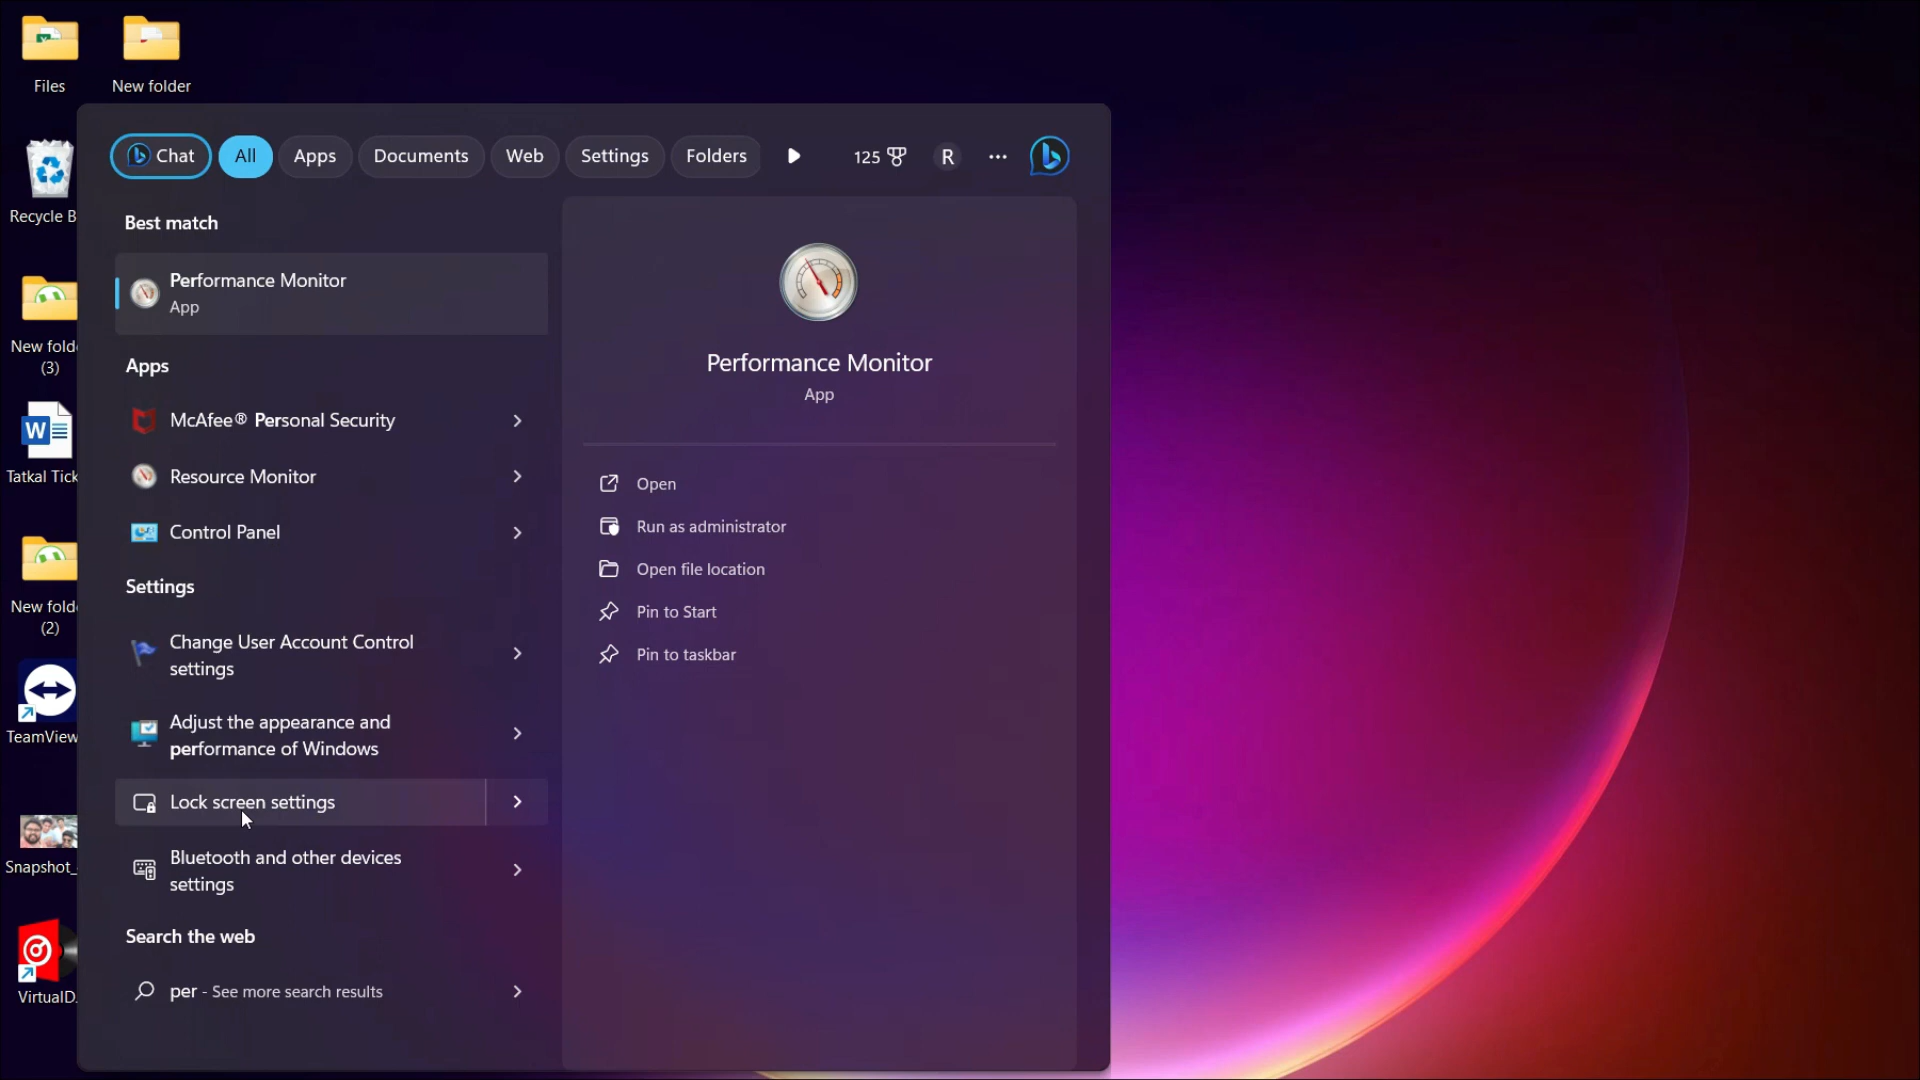 Files
New folder
Chat
All
Apps
Documents
Web
Settings
Folders
125
R
Recycle B
New folde
(3)
W
Tatkal Tick
New folde
(2)
TeamView
Snapshot_
VirtualD
Best match
Performance Monitor
App
Apps
McAfee® Personal Security
Resource Monitor
Control Panel
Settings
Change User Account Control
settings
Adjust the appearance and
performance of Windows
Lock screen settings
Bluetooth and other devices
settings
Search the web
per - See more search results
Performance Monitor
App
Open
Run as administrator
Open file location
Pin to Start
Pin to taskbar